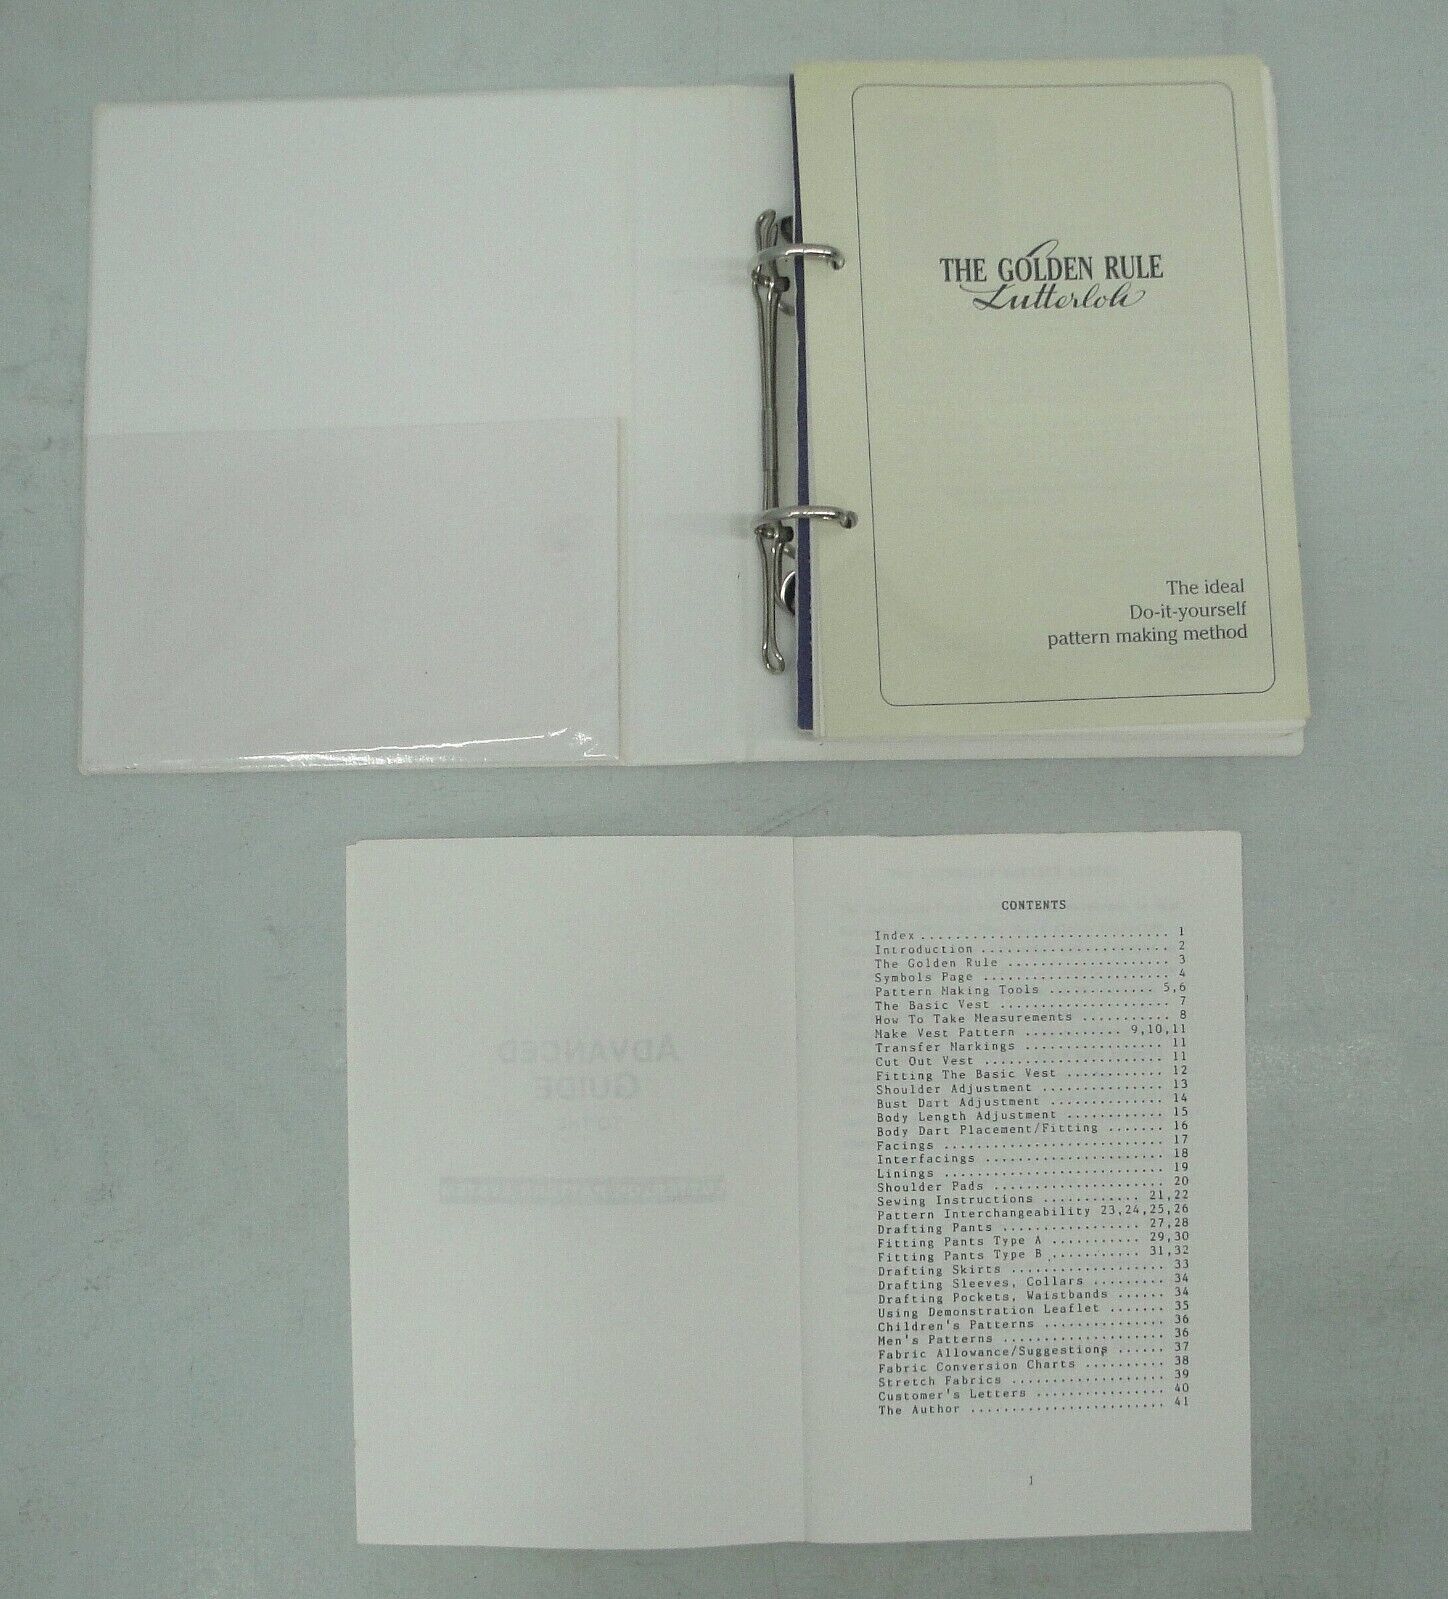 THE GOLDEN RULE
Lutterloh
The ideal
Do-it-yourself
pattern making method
ADVANCED
GUIDE
CONTENTS
Index .............................. 1
Introduction ....................... 2
The Golden Rule .................... 3
Symbols Page ....................... 4
Pattern Making Tools ............. 5,6
The Basic Vest ..................... 7
How To Take Measurements ........... 8
Make Vest Pattern ............ 9,10,11
Transfer Markings ................. 11
Cut Out Vest ...................... 11
Fitting The Basic Vest ............ 12
Shoulder Adjustment ............... 13
Bust Dart Adjustment .............. 14
Body Length Adjustment ............ 15
Body Dart Placement/Fitting ....... 16
Facings ........................... 17
Interfacings ...................... 18
Linings ........................... 19
Shoulder Pads ..................... 20
Sewing Instructions ............ 21,22
Pattern Interchangeability 23,24,25,26
Drafting Pants ................. 27,28
Fitting Pants Type A ........... 29,30
Fitting Pants Type B ........... 31,32
Drafting Skirts ................... 33
Drafting Sleeves, Collars ......... 34
Drafting Pockets, Waistbands ...... 34
Using Demonstration Leaflet ....... 35
Children's Patterns ............... 36
Men's Patterns .................... 36
Fabric Allowance/Suggestions ...... 37
Fabric Conversion Charts .......... 38
Stretch Fabrics ................... 39
Customer's Letters ................ 40
The Author ........................ 41
1